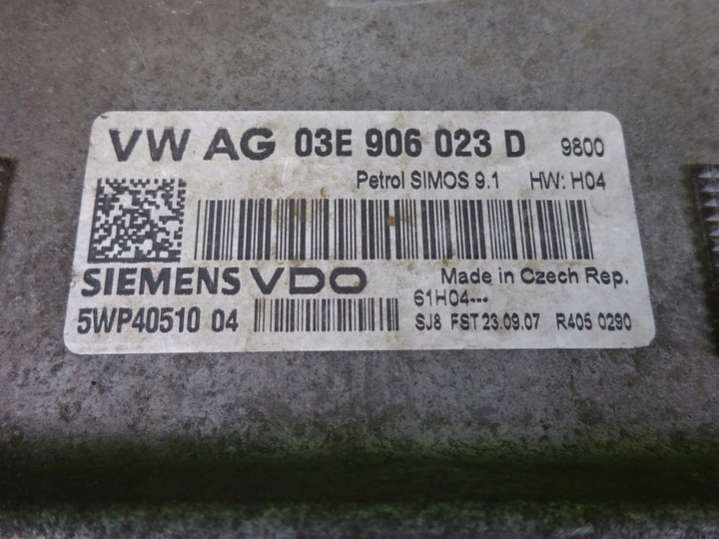 VW AG 03E 906 023 D 9800
Petrol SIMOS 9.1 HW: H04
SIEMENS VDO Made in Czech Rep.
61H04---
5WP40510 04 SJ8 FST 23.09.07 R405 0290